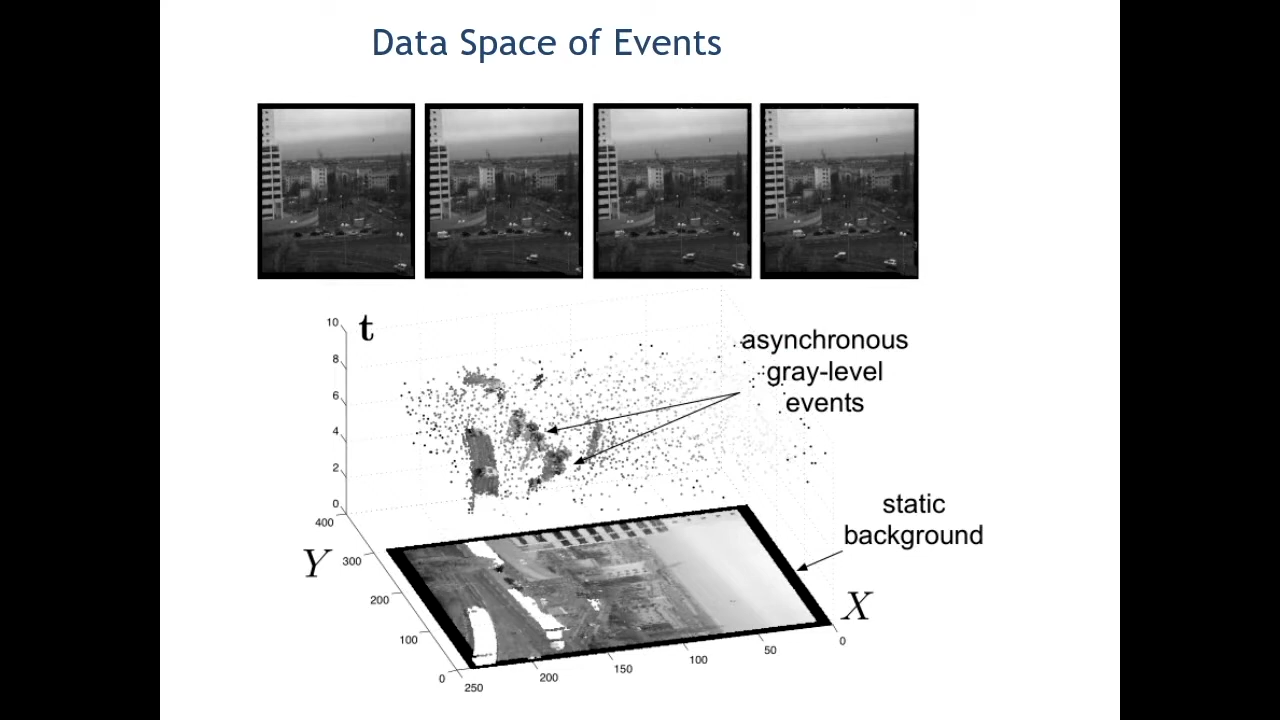 Data Space of Events
t
10
8
6
4
2
0
asynchronous
gray-level
events
static
background
Y
400
300
200
100
0
X
250
200
150
100
50
0